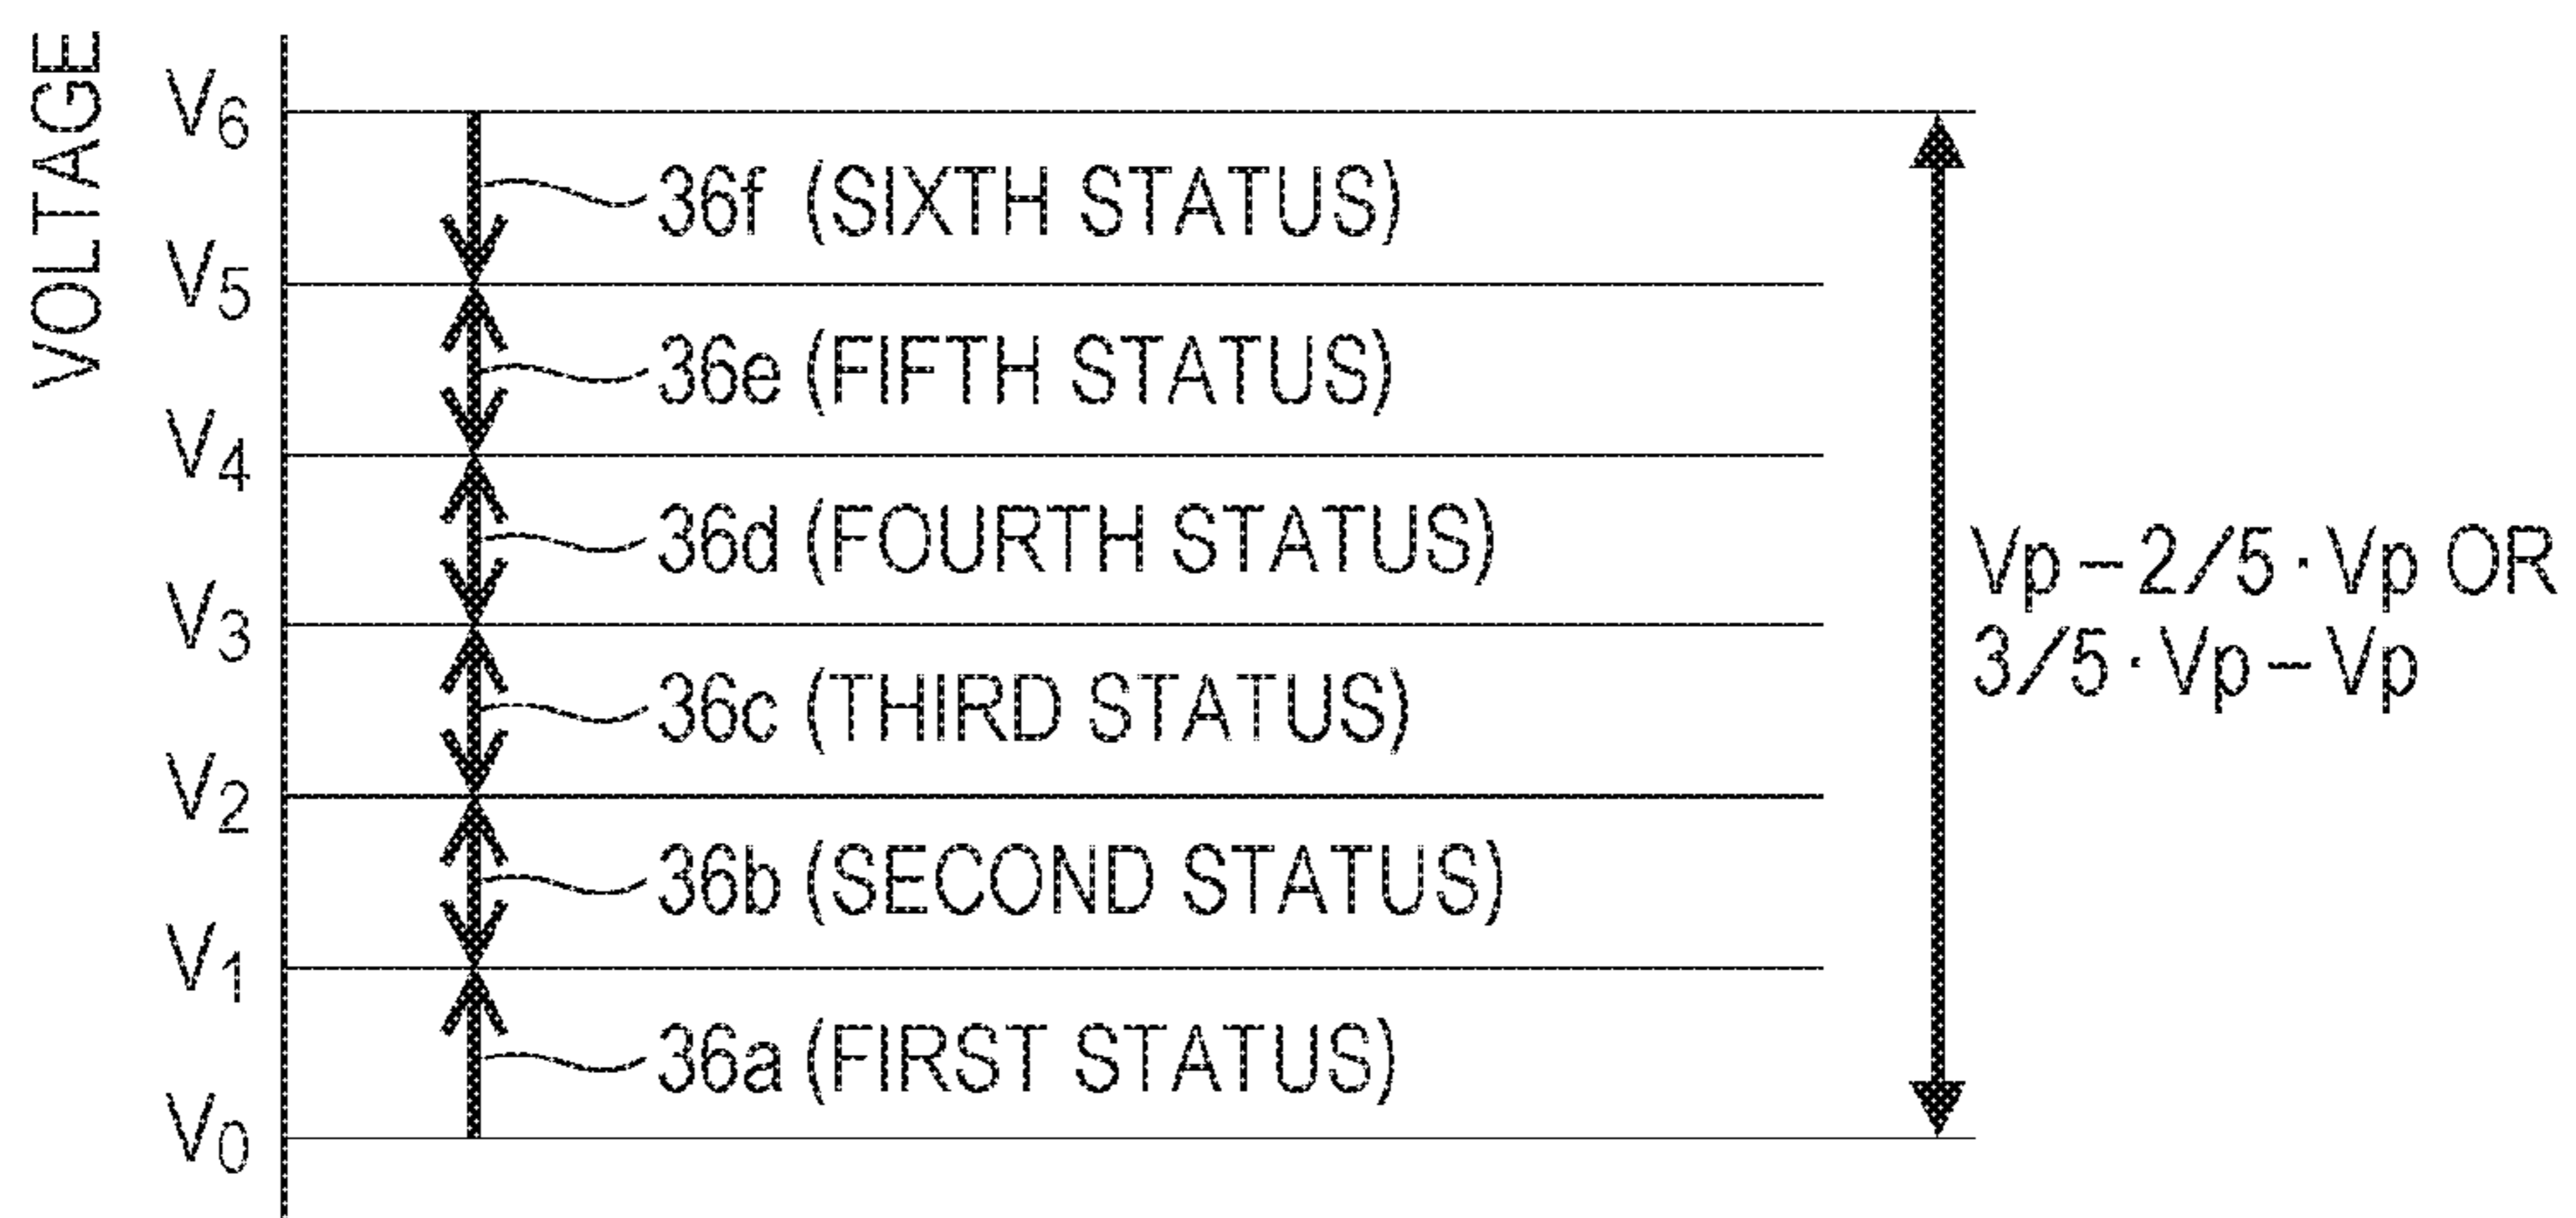 VOLTAGE
V6
36f (SIXTH STATUS)
V5
36e (FIFTH STATUS)
V4
36d (FOURTH STATUS)
Vp – 2/5 · Vp OR
3/5 · Vp – Vp
V3
36c (THIRD STATUS)
V2
36b (SECOND STATUS)
V1
36a (FIRST STATUS)
V0